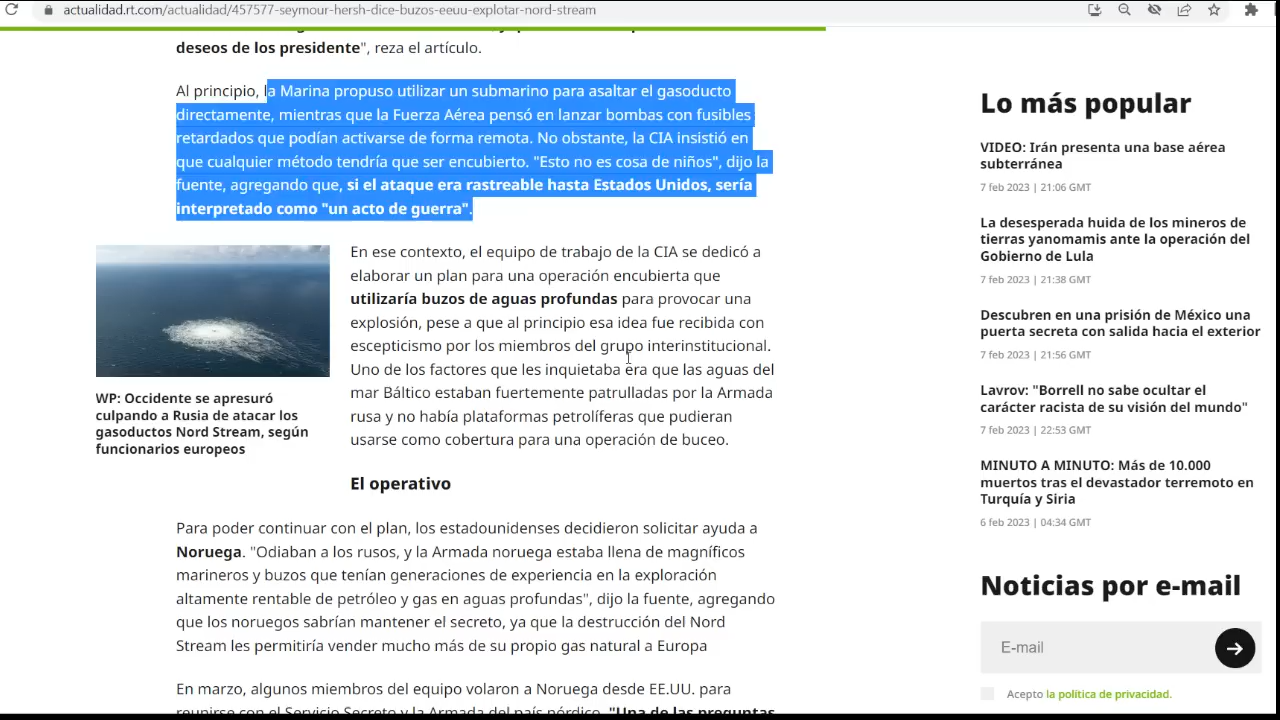 actualidad.rt.com/actualidad/457577-seymour-hersh-dice-buzos-eeuu-explotar-nord-stream
deseos de los presidente", reza el artículo.
Al principio, la Marina propuso utilizar un submarino para asaltar el gasoducto
directamente, mientras que la Fuerza Aérea pensó en lanzar bombas con fusibles
retardados que podían activarse de forma remota. No obstante, la CIA insistió en
que cualquier método tendría que ser encubierto. "Esto no es cosa de niños", dijo la
fuente, agregando que, si el ataque era rastreable hasta Estados Unidos, sería
interpretado como "un acto de guerra".
En ese contexto, el equipo de trabajo de la CIA se dedicó a
elaborar un plan para una operación encubierta que
utilizaría buzos de aguas profundas para provocar una
explosión, pese a que al principio esa idea fue recibida con
escepticismo por los miembros del grupo interinstitucional.
Uno de los factores que les inquietaba era que las aguas del
mar Báltico estaban fuertemente patrulladas por la Armada
rusa y no había plataformas petrolíferas que pudieran
usarse como cobertura para una operación de buceo.
WP: Occidente se apresuró
culpando a Rusia de atacar los
gasoductos Nord Stream, según
funcionarios europeos
El operativo
Para poder continuar con el plan, los estadounidenses decidieron solicitar ayuda a
Noruega. "Odiaban a los rusos, y la Armada noruega estaba llena de magníficos
marineros y buzos que tenían generaciones de experiencia en la exploración
altamente rentable de petróleo y gas en aguas profundas", dijo la fuente, agregando
que los noruegos sabrían mantener el secreto, ya que la destrucción del Nord
Stream les permitiría vender mucho más de su propio gas natural a Europa
En marzo, algunos miembros del equipo volaron a Noruega desde EE.UU. para
reunirse con el Servicio Secreto y la Armada del país nórdico. "Una de las preguntas
Lo más popular
VIDEO: Irán presenta una base aérea
subterránea
7 feb 2023 | 21:06 GMT
La desesperada huida de los mineros de
tierras yanomamis ante la operación del
Gobierno de Lula
7 feb 2023 | 21:38 GMT
Descubren en una prisión de México una
puerta secreta con salida hacia el exterior
7 feb 2023 | 21:56 GMT
Lavrov: "Borrell no sabe ocultar el
carácter racista de su visión del mundo"
7 feb 2023 | 22:53 GMT
MINUTO A MINUTO: Más de 10.000
muertos tras el devastador terremoto en
Turquía y Siria
6 feb 2023 | 04:34 GMT
Noticias por e-mail
E-mail
Acepto la política de privacidad.